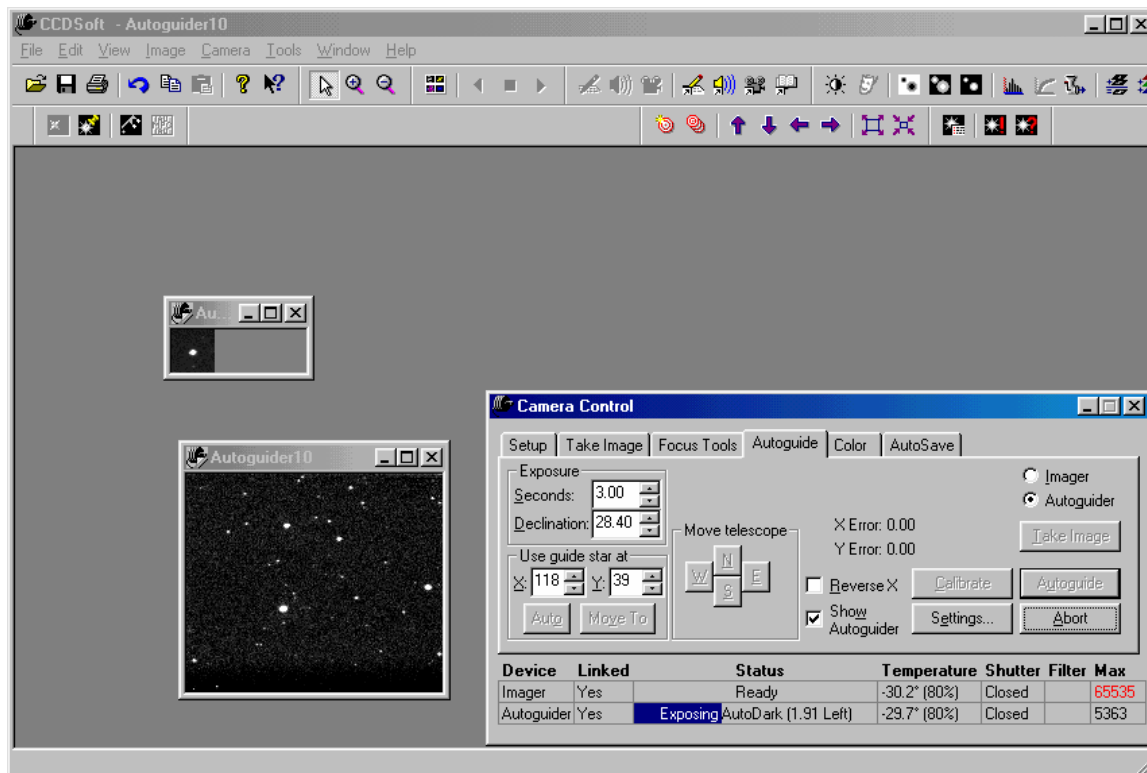 CCDSoft - Autoguider10
File Edit View Image Camera Tools Window Help
Au...
Autoguider10
Camera Control
Setup Take Image Focus Tools Autoguide Color AutoSave
Exposure
Seconds: 3.00
Declination: 28.40
Use guide star at
X: 118 Y: 39
Auto Move To
Move telescope
N
W E
S
X Error: 0.00
Y Error: 0.00
Reverse X
Show
Autoguider
Imager
Autoguider
Take Image
Calibrate Autoguide
Settings... Abort
Device Linked Status Temperature Shutter Filter Max
Imager Yes Ready -30.2° (80%) Closed 65535
Autoguider Yes Exposing AutoDark (1.91 Left) -29.7° (80%) Closed 5363